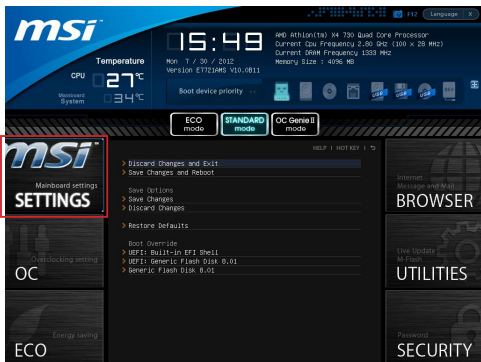 msi
15:49
Temperature
CPU 27°C
Mainboard System 34°C
Mon 7 / 30 / 2012
Version E7721AMS V10.0B11
AMD Athlon(tm) X4 730 Quad Core Processor
Current Cpu Frequency 2.80 GHz (100 x 28 MHz)
Current DRAM Frequency 1333 MHz
Memory Size : 4096 MB
F12
Language
X
Boot device priority
USB
USB
USB
ECO mode
STANDARD mode
OC Genie II mode
HELP | HOT KEY |
msi
Mainboard settings
SETTINGS
Overclocking setting
OC
Energy saving
ECO
> Discard Changes and Exit
> Save Changes and Reboot
Save Options
> Save Changes
> Discard Changes
> Restore Defaults
Boot Override
> UEFI: Built-in EFI Shell
> UEFI: Generic Flash Disk 8.01
> Generic Flash Disk 8.01
Internet
Message and Mail
BROWSER
Live Update
M-Flash
UTILITIES
Password
SECURITY